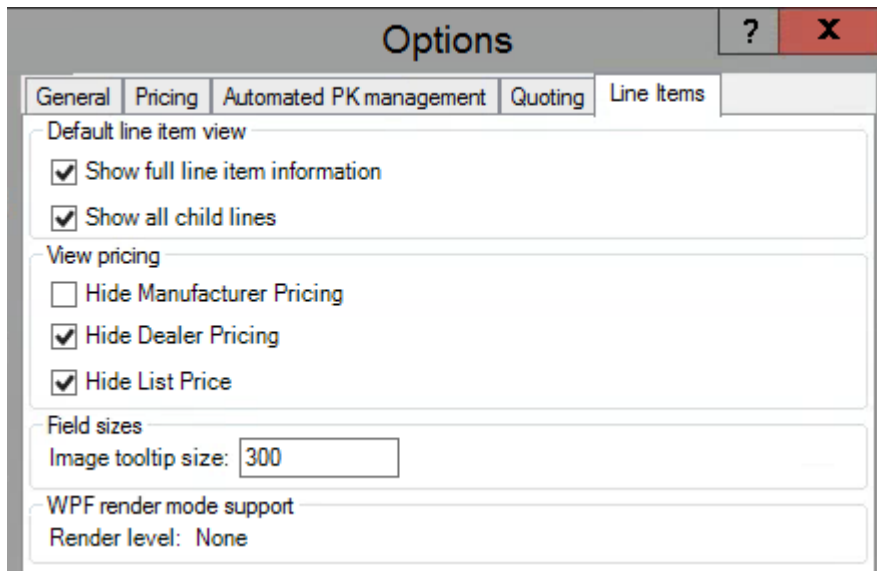 Options
?
X
General Pricing Automated PK management Quoting Line Items
Default line item view
Show full line item information
Show all child lines
View pricing
Hide Manufacturer Pricing
Hide Dealer Pricing
Hide List Price
Field sizes
Image tooltip size: 300
WPF render mode support
Render level: None